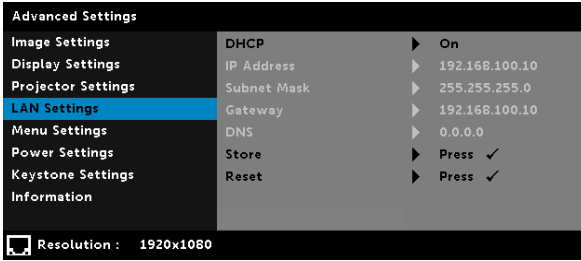 Advanced Settings
Image Settings
Display Settings
Projector Settings
LAN Settings
Menu Settings
Power Settings
Keystone Settings
Information
DHCP On
IP Address 192.168.100.10
Subnet Mask 255.255.255.0
Gateway 192.168.100.10
DNS 0.0.0.0
Store Press ✓
Reset Press ✓
Resolution : 1920x1080